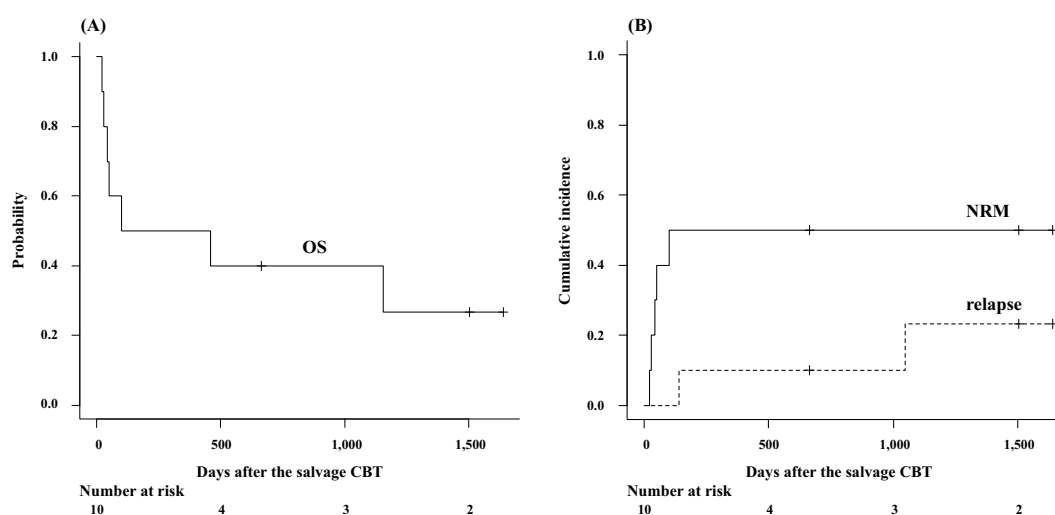 (A)
1.0
0.8
0.6
0.4
0.2
0.0
Probability
OS
0 500 1,000 1,500
Days after the salvage CBT
Number at risk
10 4 3 2
(B)
1.0
0.8
0.6
0.4
0.2
0.0
Cumulative incidence
NRM
relapse
0 500 1,000 1,500
Days after the salvage CBT
Number at risk
10 4 3 2